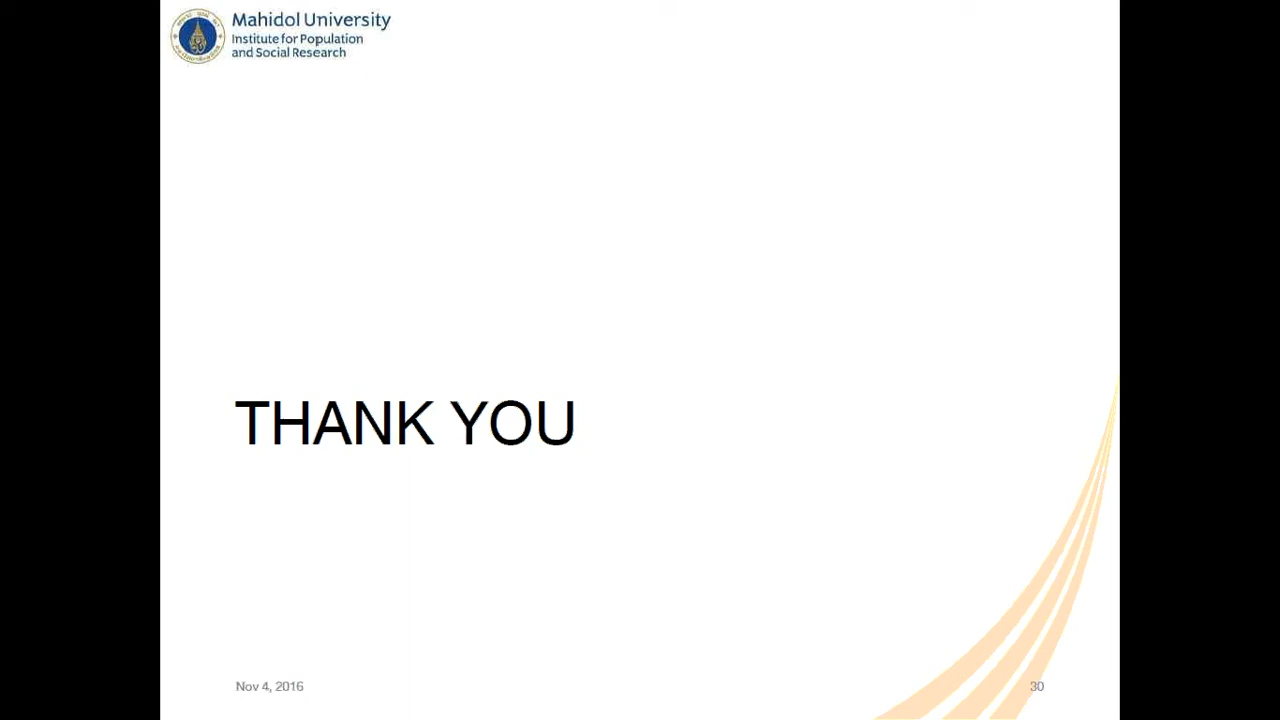 Mahidol University
Institute for Population
and Social Research
THANK YOU
Nov 4, 2016
30